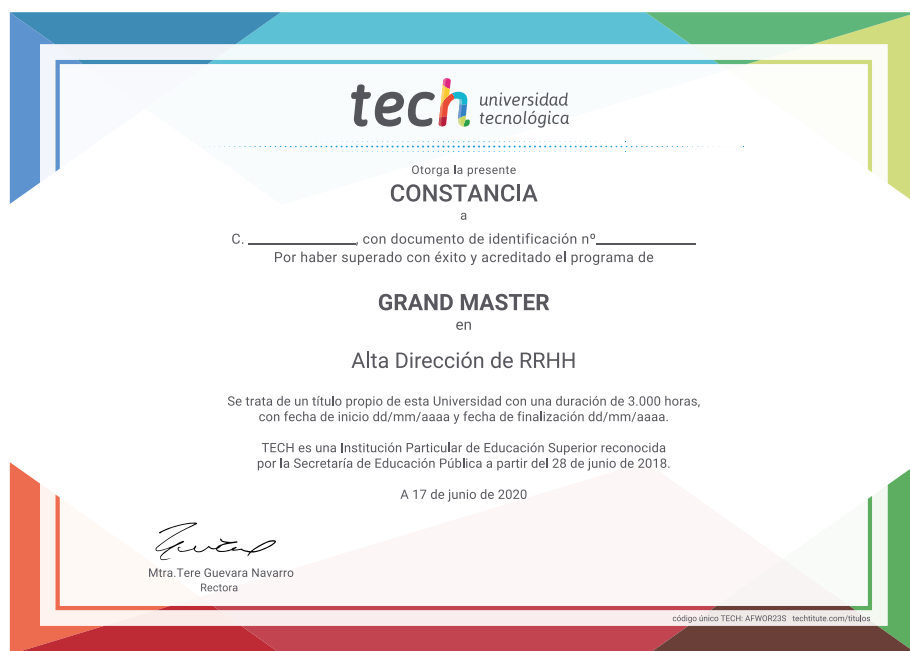 tech universidad
tecnológica
Otorga la presente
CONSTANCIA
a
C. ____________, con documento de identificación nº____________
Por haber superado con éxito y acreditado el programa de
GRAND MASTER
en
Alta Dirección de RRHH
Se trata de un título propio de esta Universidad con una duración de 3.000 horas,
con fecha de inicio dd/mm/aaaa y fecha de finalización dd/mm/aaaa.
TECH es una Institución Particular de Educación Superior reconocida
por la Secretaría de Educación Pública a partir del 28 de junio de 2018.
A 17 de junio de 2020
Mtra.Tere Guevara Navarro
Rectora
código único TECH: AFWOR23S techtitute.com/titulos